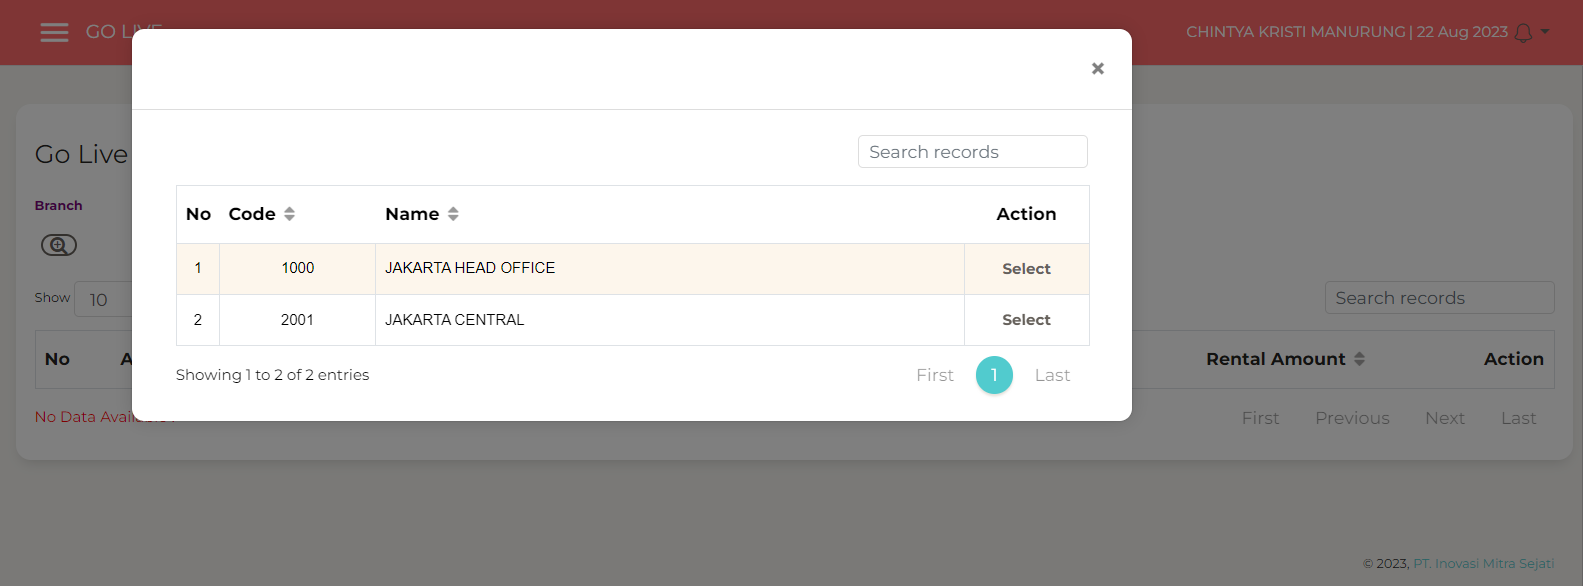 GO LIVE
CHINTYA KRISTI MANURUNG | 22 Aug 2023
×
Search records
Go Live
Branch
No Code Name Action
1 1000 JAKARTA HEAD OFFICE Select
2 2001 JAKARTA CENTRAL Select
Showing 1 to 2 of 2 entries
First 1 Last
Show 10
Search records
No A Rental Amount Action
No Data Available
First Previous Next Last
© 2023, PT. Inovasi Mitra Sejati